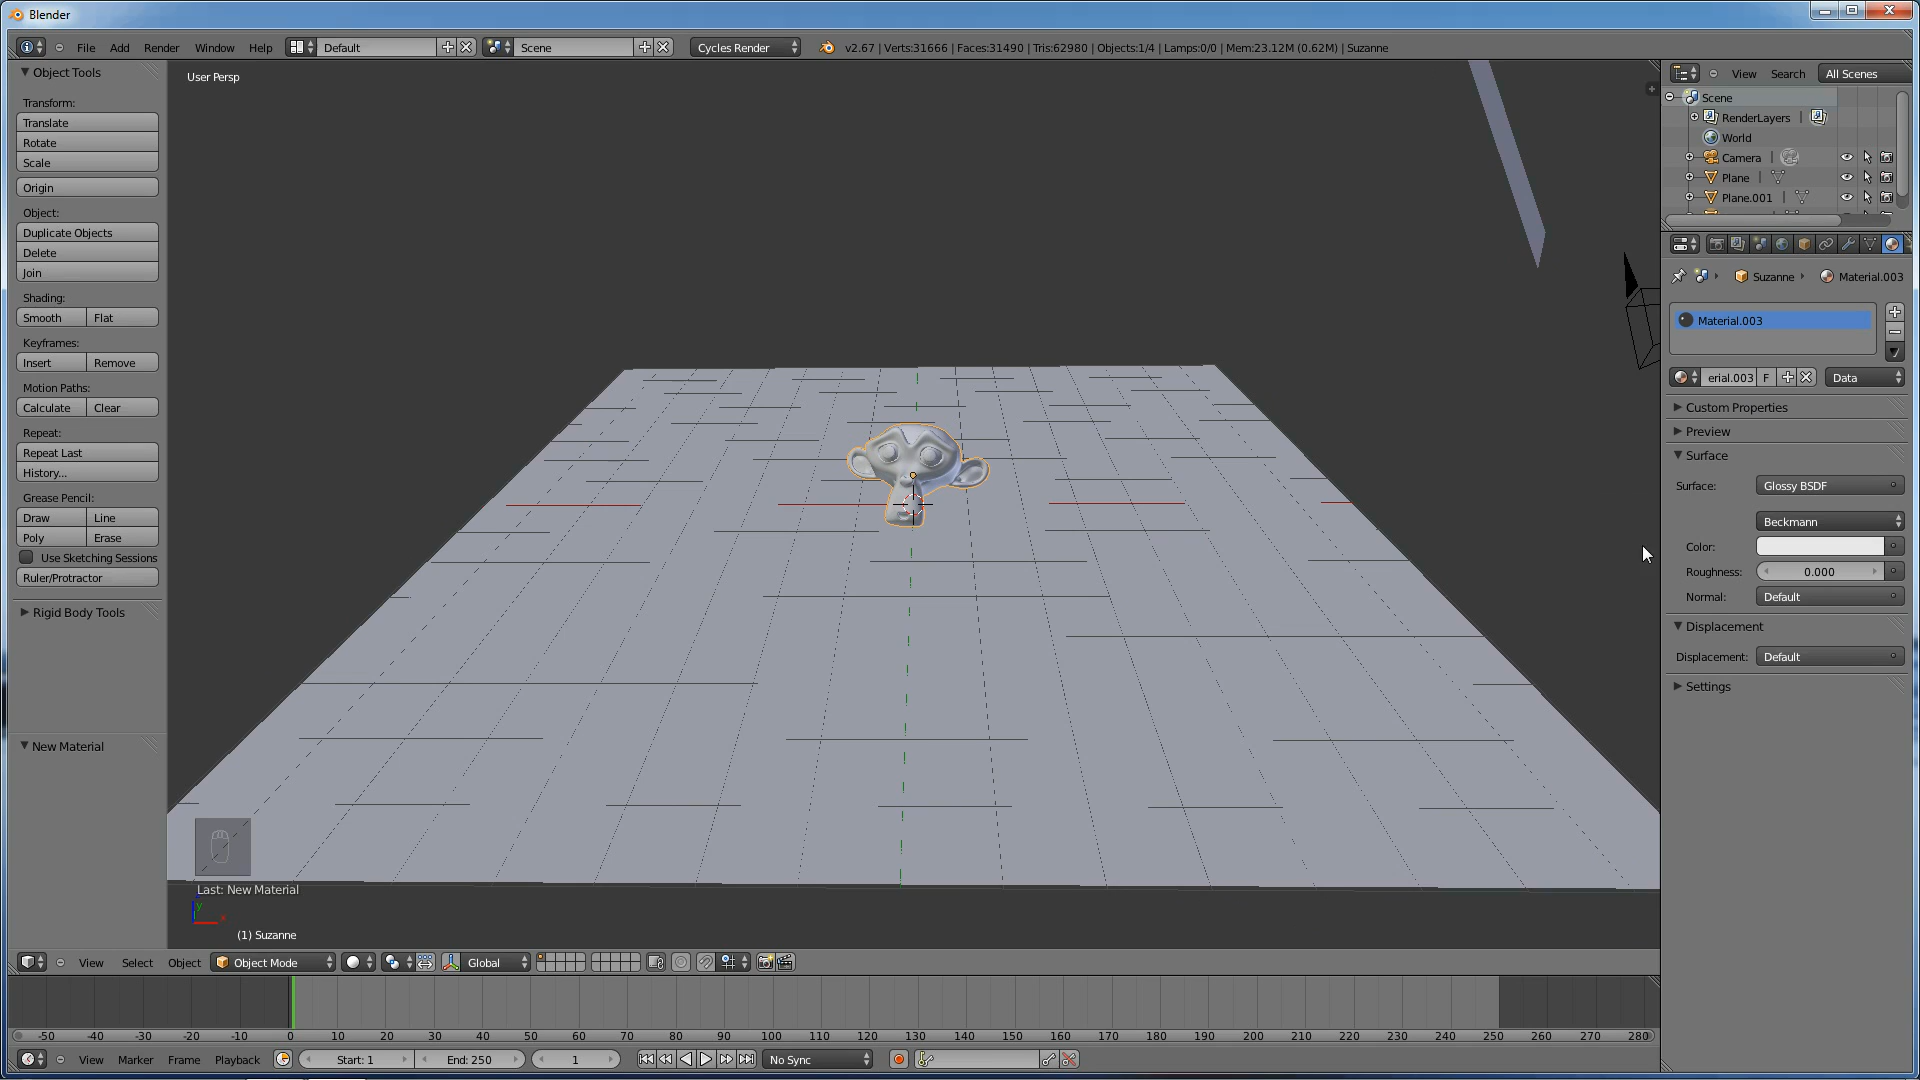 Blender
File Add Render Window Help Default Scene Cycles Render v2.67 | Verts:31666 | Faces:31490 | Tris:62980 | Objects:1/4 | Lamps:0/0 | Mem:23.12M (0.62M) | Suzanne
Object Tools
Transform:
Translate
Rotate
Scale
Origin
Object:
Duplicate Objects
Delete
Join
Shading:
Smooth Flat
Keyframes:
Insert Remove
Motion Paths:
Calculate Clear
Repeat:
Repeat Last
History...
Grease Pencil:
Draw Line
Poly Erase
Use Sketching Sessions
Ruler/Protractor
Rigid Body Tools
New Material
User Persp
Last: New Material
y x
(1) Suzanne
View Search All Scenes
Scene
RenderLayers
World
Camera
Plane
Plane.001
Suzanne Material.003
Material.003
erial.003 F Data
Custom Properties
Preview
Surface
Surface: Glossy BSDF
Beckmann
Color:
Roughness: 0.000
Normal: Default
Displacement
Displacement: Default
Settings
View Select Object Object Mode Global
-50 -40 -30 -20 -10 0 10 20 30 40 50 60 70 80 90 100 110 120 130 140 150 160 170 180 190 200 210 220 230 240 250 260 270 280
View Marker Frame Playback Start: 1 End: 250 1 No Sync